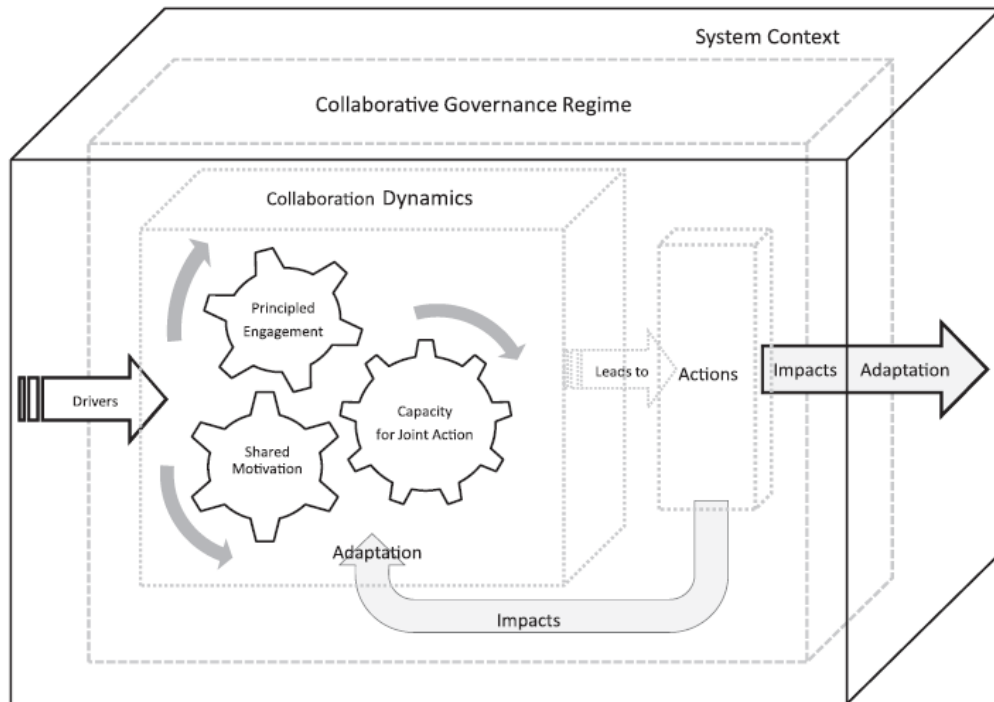 System Context
Collaborative Governance Regime
Collaboration Dynamics
Principled
Engagement
Drivers
Shared
Motivation
Capacity
for Joint Action
Leads to
Actions
Impacts
Adaptation
Adaptation
Impacts